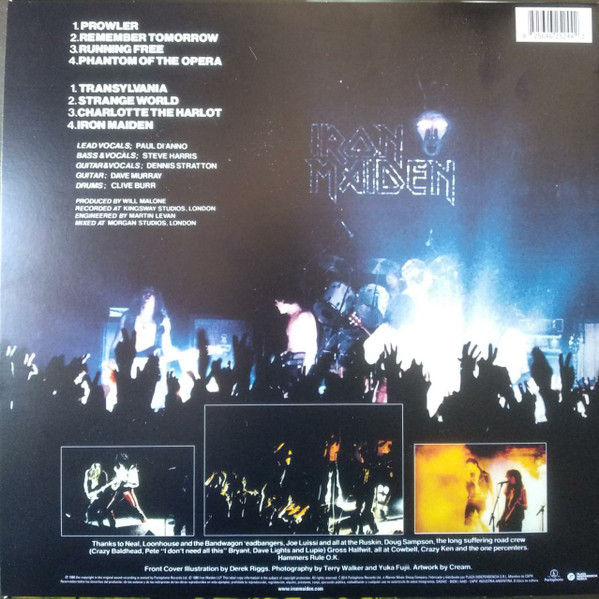 1. PROWLER
2. REMEMBER TOMORROW
3. RUNNING FREE
4. PHANTOM OF THE OPERA
1. TRANSYLVANIA
2. STRANGE WORLD
3. CHARLOTTE THE HARLOT
4. IRON MAIDEN
LEAD VOCALS; PAUL DI'ANNO
BASS & VOCALS; STEVE HARRIS
GUITAR & VOCALS; DENNIS STRATTON
GUITAR; DAVE MURRAY
DRUMS; CLIVE BURR
PRODUCED BY WILL MALONE
RECORDED AT KINGSWAY STUDIOS, LONDON
ENGINEERED BY MARTIN LEVAN
MIXED AT MORGAN STUDIOS, LONDON
IRON
MAIDEN
Thanks to Neal, Loonhouse and the Bandwagon 'eadbangers, Joe Luissi and all at the Ruskin, Doug Sampson, the long suffering road crew
(Crazy Baldhead, Pete "I don't need all this" Bryant, Dave Lights and Lupie) Gross Halfwit, all at Cowbell, Crazy Ken and the one percenters.
Hammers Rule O.K.
Front Cover Illustration by Derek Riggs. Photography by Terry Walker and Yuka Fujii. Artwork by Cream.
www.ironmaiden.com
Parlophone